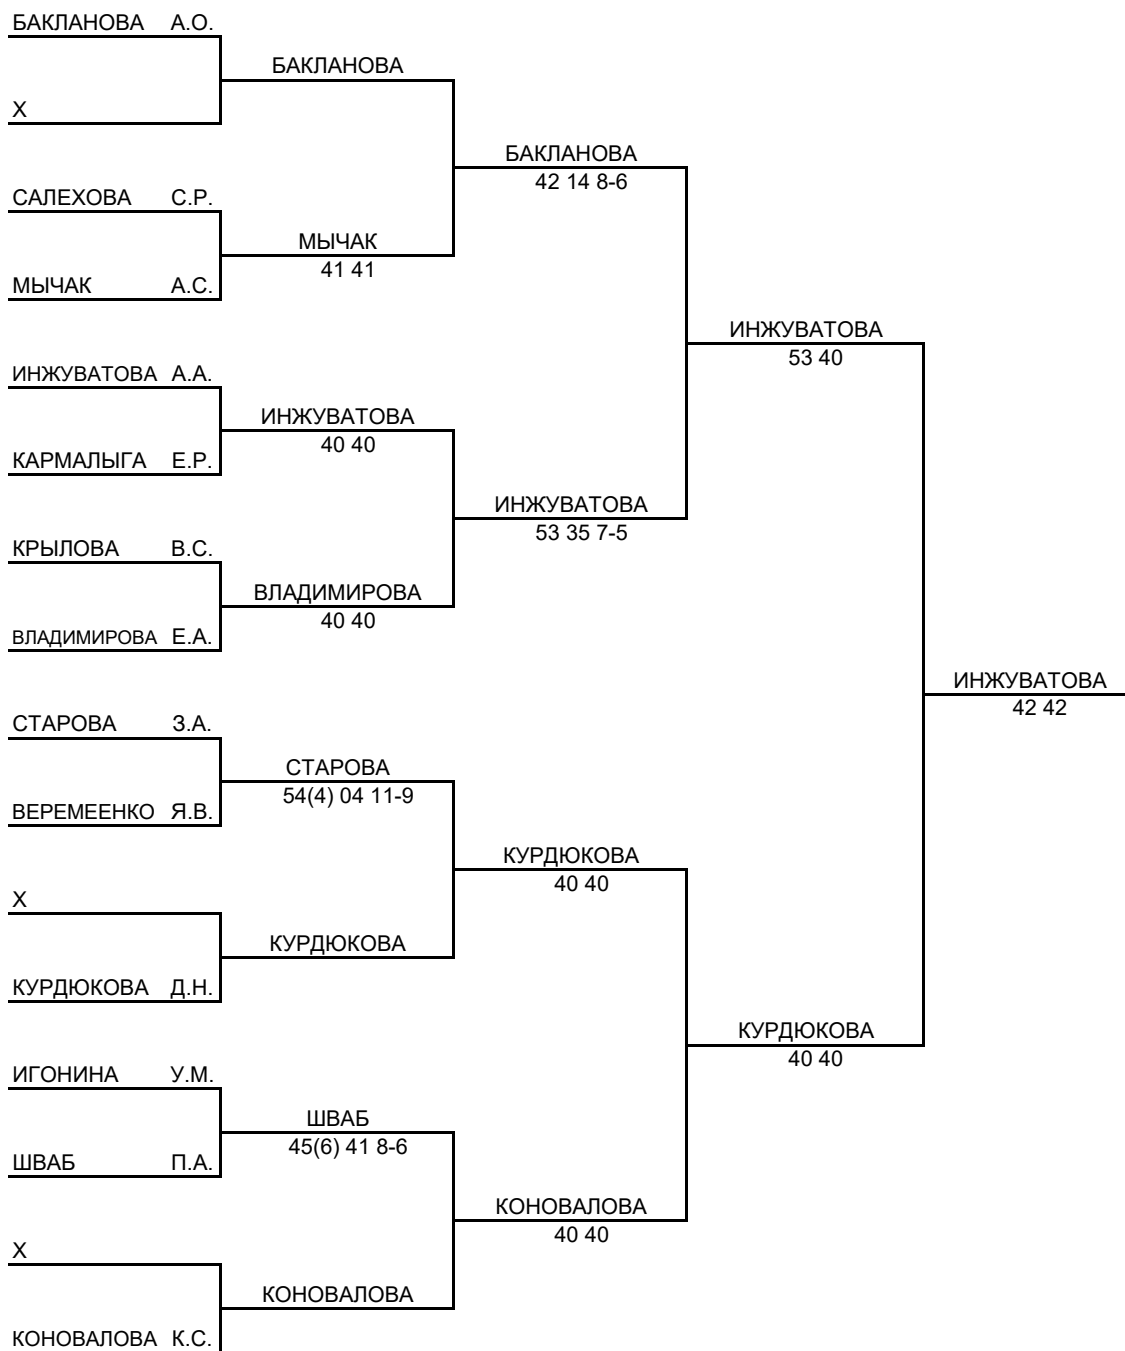 БАКЛАНОВА А.О.
БАКЛАНОВА
Х
БАКЛАНОВА
42 14 8-6
САЛЕХОВА С.Р.
МЫЧАК
41 41
МЫЧАК А.С.
ИНЖУВАТОВА
53 40
ИНЖУВАТОВА А.А.
ИНЖУВАТОВА
40 40
КАРМАЛЫГА Е.Р.
ИНЖУВАТОВА
53 35 7-5
КРЫЛОВА В.С.
ВЛАДИМИРОВА
40 40
ВЛАДИМИРОВА Е.А.
ИНЖУВАТОВА
42 42
СТАРОВА З.А.
СТАРОВА
54(4) 04 11-9
ВЕРЕМЕЕНКО Я.В.
КУРДЮКОВА
40 40
Х
КУРДЮКОВА
КУРДЮКОВА Д.Н.
КУРДЮКОВА
40 40
ИГОНИНА У.М.
ШВАБ
45(6) 41 8-6
ШВАБ П.А.
КОНОВАЛОВА
40 40
Х
КОНОВАЛОВА
КОНОВАЛОВА К.С.